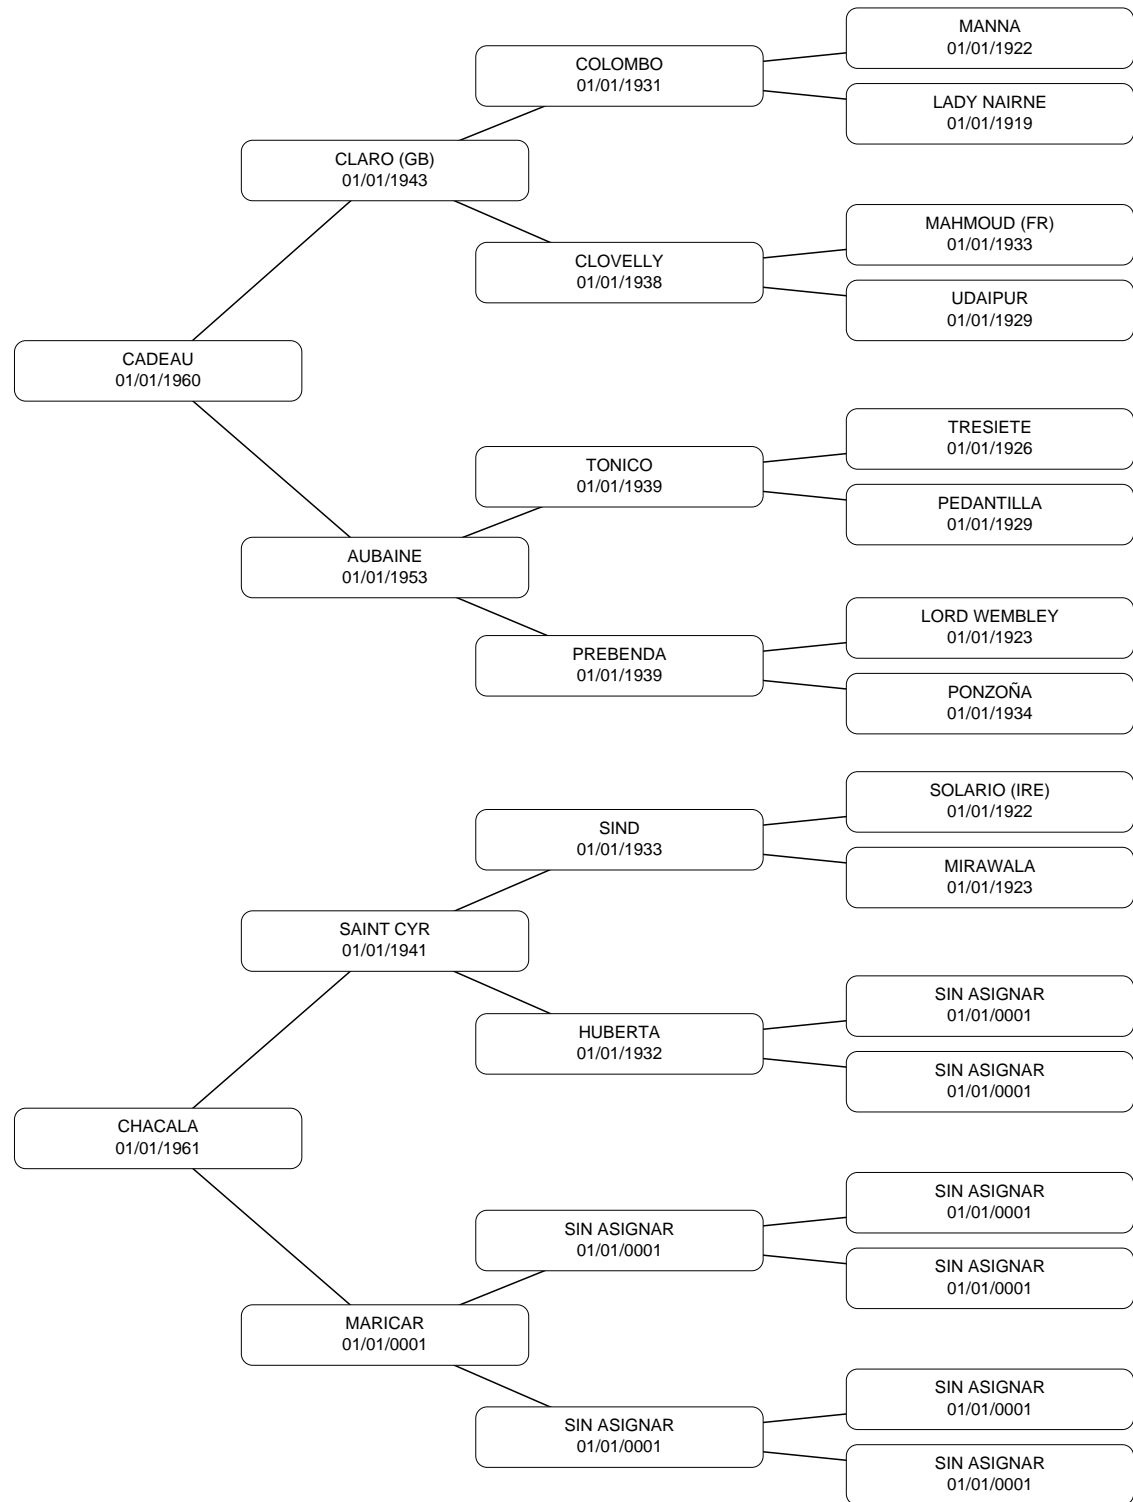 MANNA
01/01/1922
COLOMBO
01/01/1931
LADY NAIRNE
01/01/1919
CLARO (GB)
01/01/1943
MAHMOUD (FR)
01/01/1933
CLOVELLY
01/01/1938
UDAIPUR
01/01/1929
CADEAU
01/01/1960
TRESIETE
01/01/1926
TONICO
01/01/1939
PEDANTILLA
01/01/1929
AUBAINE
01/01/1953
LORD WEMBLEY
01/01/1923
PREBENDA
01/01/1939
PONZOÑA
01/01/1934
SOLARIO (IRE)
01/01/1922
SIND
01/01/1933
MIRAWALA
01/01/1923
SAINT CYR
01/01/1941
SIN ASIGNAR
01/01/0001
HUBERTA
01/01/1932
SIN ASIGNAR
01/01/0001
CHACALA
01/01/1961
SIN ASIGNAR
01/01/0001
SIN ASIGNAR
01/01/0001
SIN ASIGNAR
01/01/0001
MARICAR
01/01/0001
SIN ASIGNAR
01/01/0001
SIN ASIGNAR
01/01/0001
SIN ASIGNAR
01/01/0001